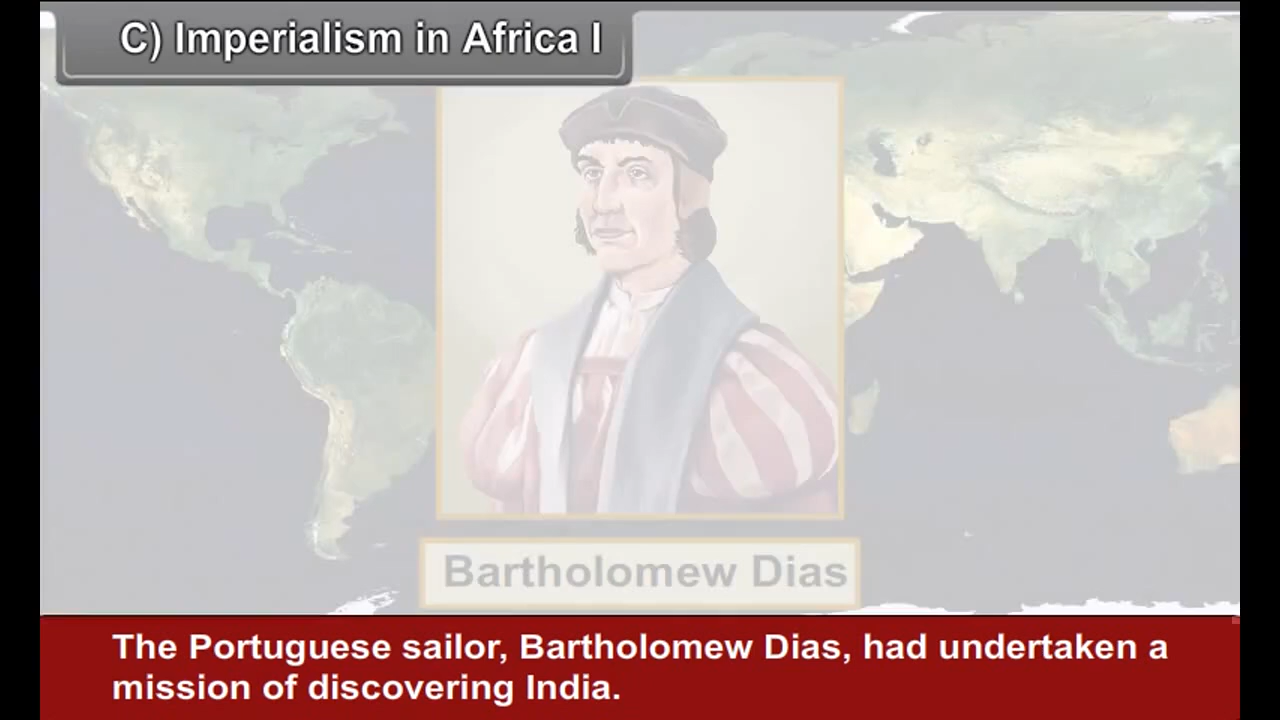 C) Imperialism in Africa I
Bartholomew Dias
The Portuguese sailor, Bartholomew Dias, had undertaken a
mission of discovering India.